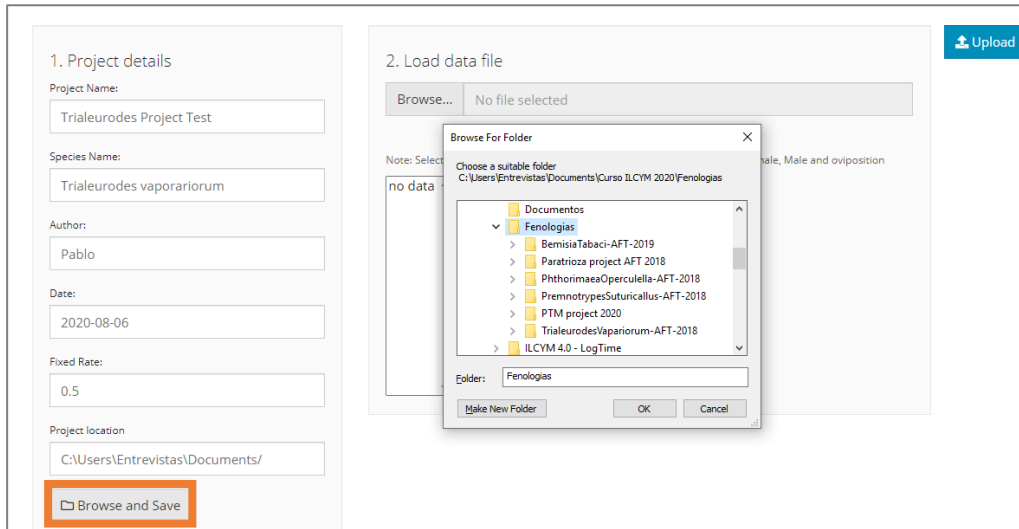 1. Project details
Project Name:
Trialeurodes Project Test
Species Name:
Trialeurodes vaporariorum
Author:
Pablo
Date:
2020-08-06
Fixed Rate:
0.5
Project location
C:\Users\Entrevistas\Documents/
Browse and Save
2. Load data file
Browse... No file selected
Note: Select
male, Male and oviposition
no data
Browse For Folder
Choose a suitable folder
C:\Users\Entrevistas\Documents\Curso ILCYM 2020\Fenologias
Documentos
Fenologias
BemisiaTabaci-AFT-2019
Paratrioza project AFT 2018
PhthorimaeaOperculella-AFT-2018
PremnotrypesSuturicallus-AFT-2018
PTM project 2020
TrialeurodesVapariorum-AFT-2018
ILCYM 4.0 - LogTime
Folder: Fenologias
Make New Folder OK Cancel
Upload